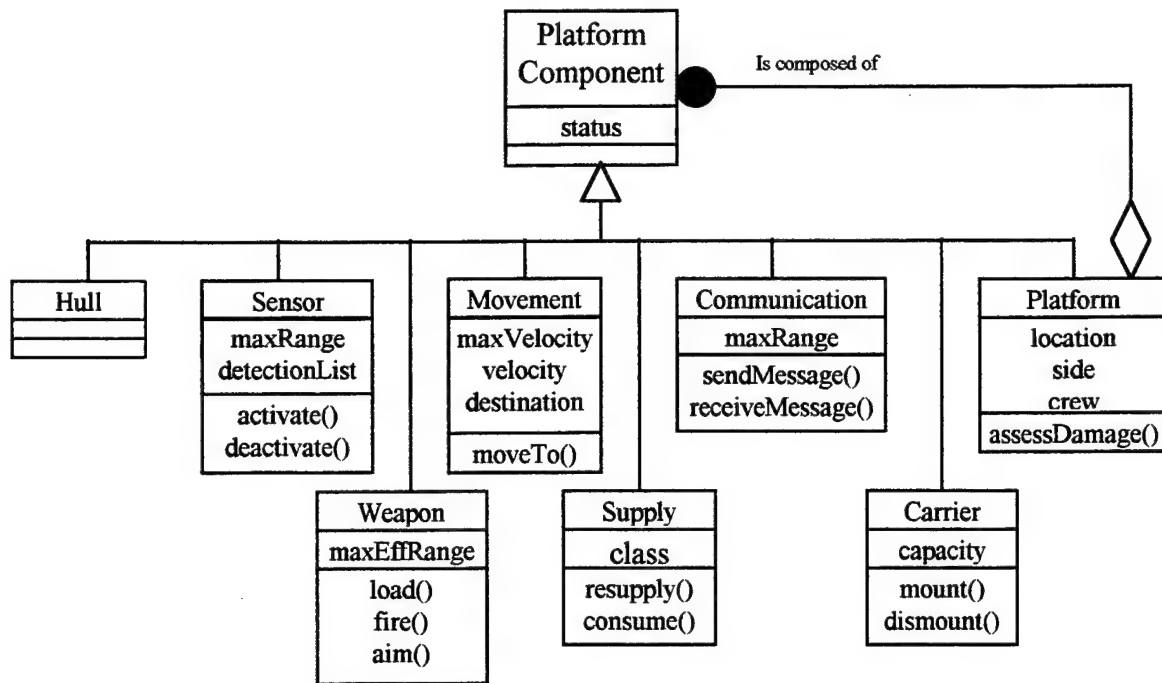 Platform
Component
status
Is composed of
Hull
Sensor
maxRange
detectionList
activate()
deactivate()
Movement
maxVelocity
velocity
destination
moveTo()
Communication
maxRange
sendMessage()
receiveMessage()
Platform
location
side
crew
assessDamage()
Weapon
maxEffRange
load()
fire()
aim()
Supply
class
resupply()
consume()
Carrier
capacity
mount()
dismount()